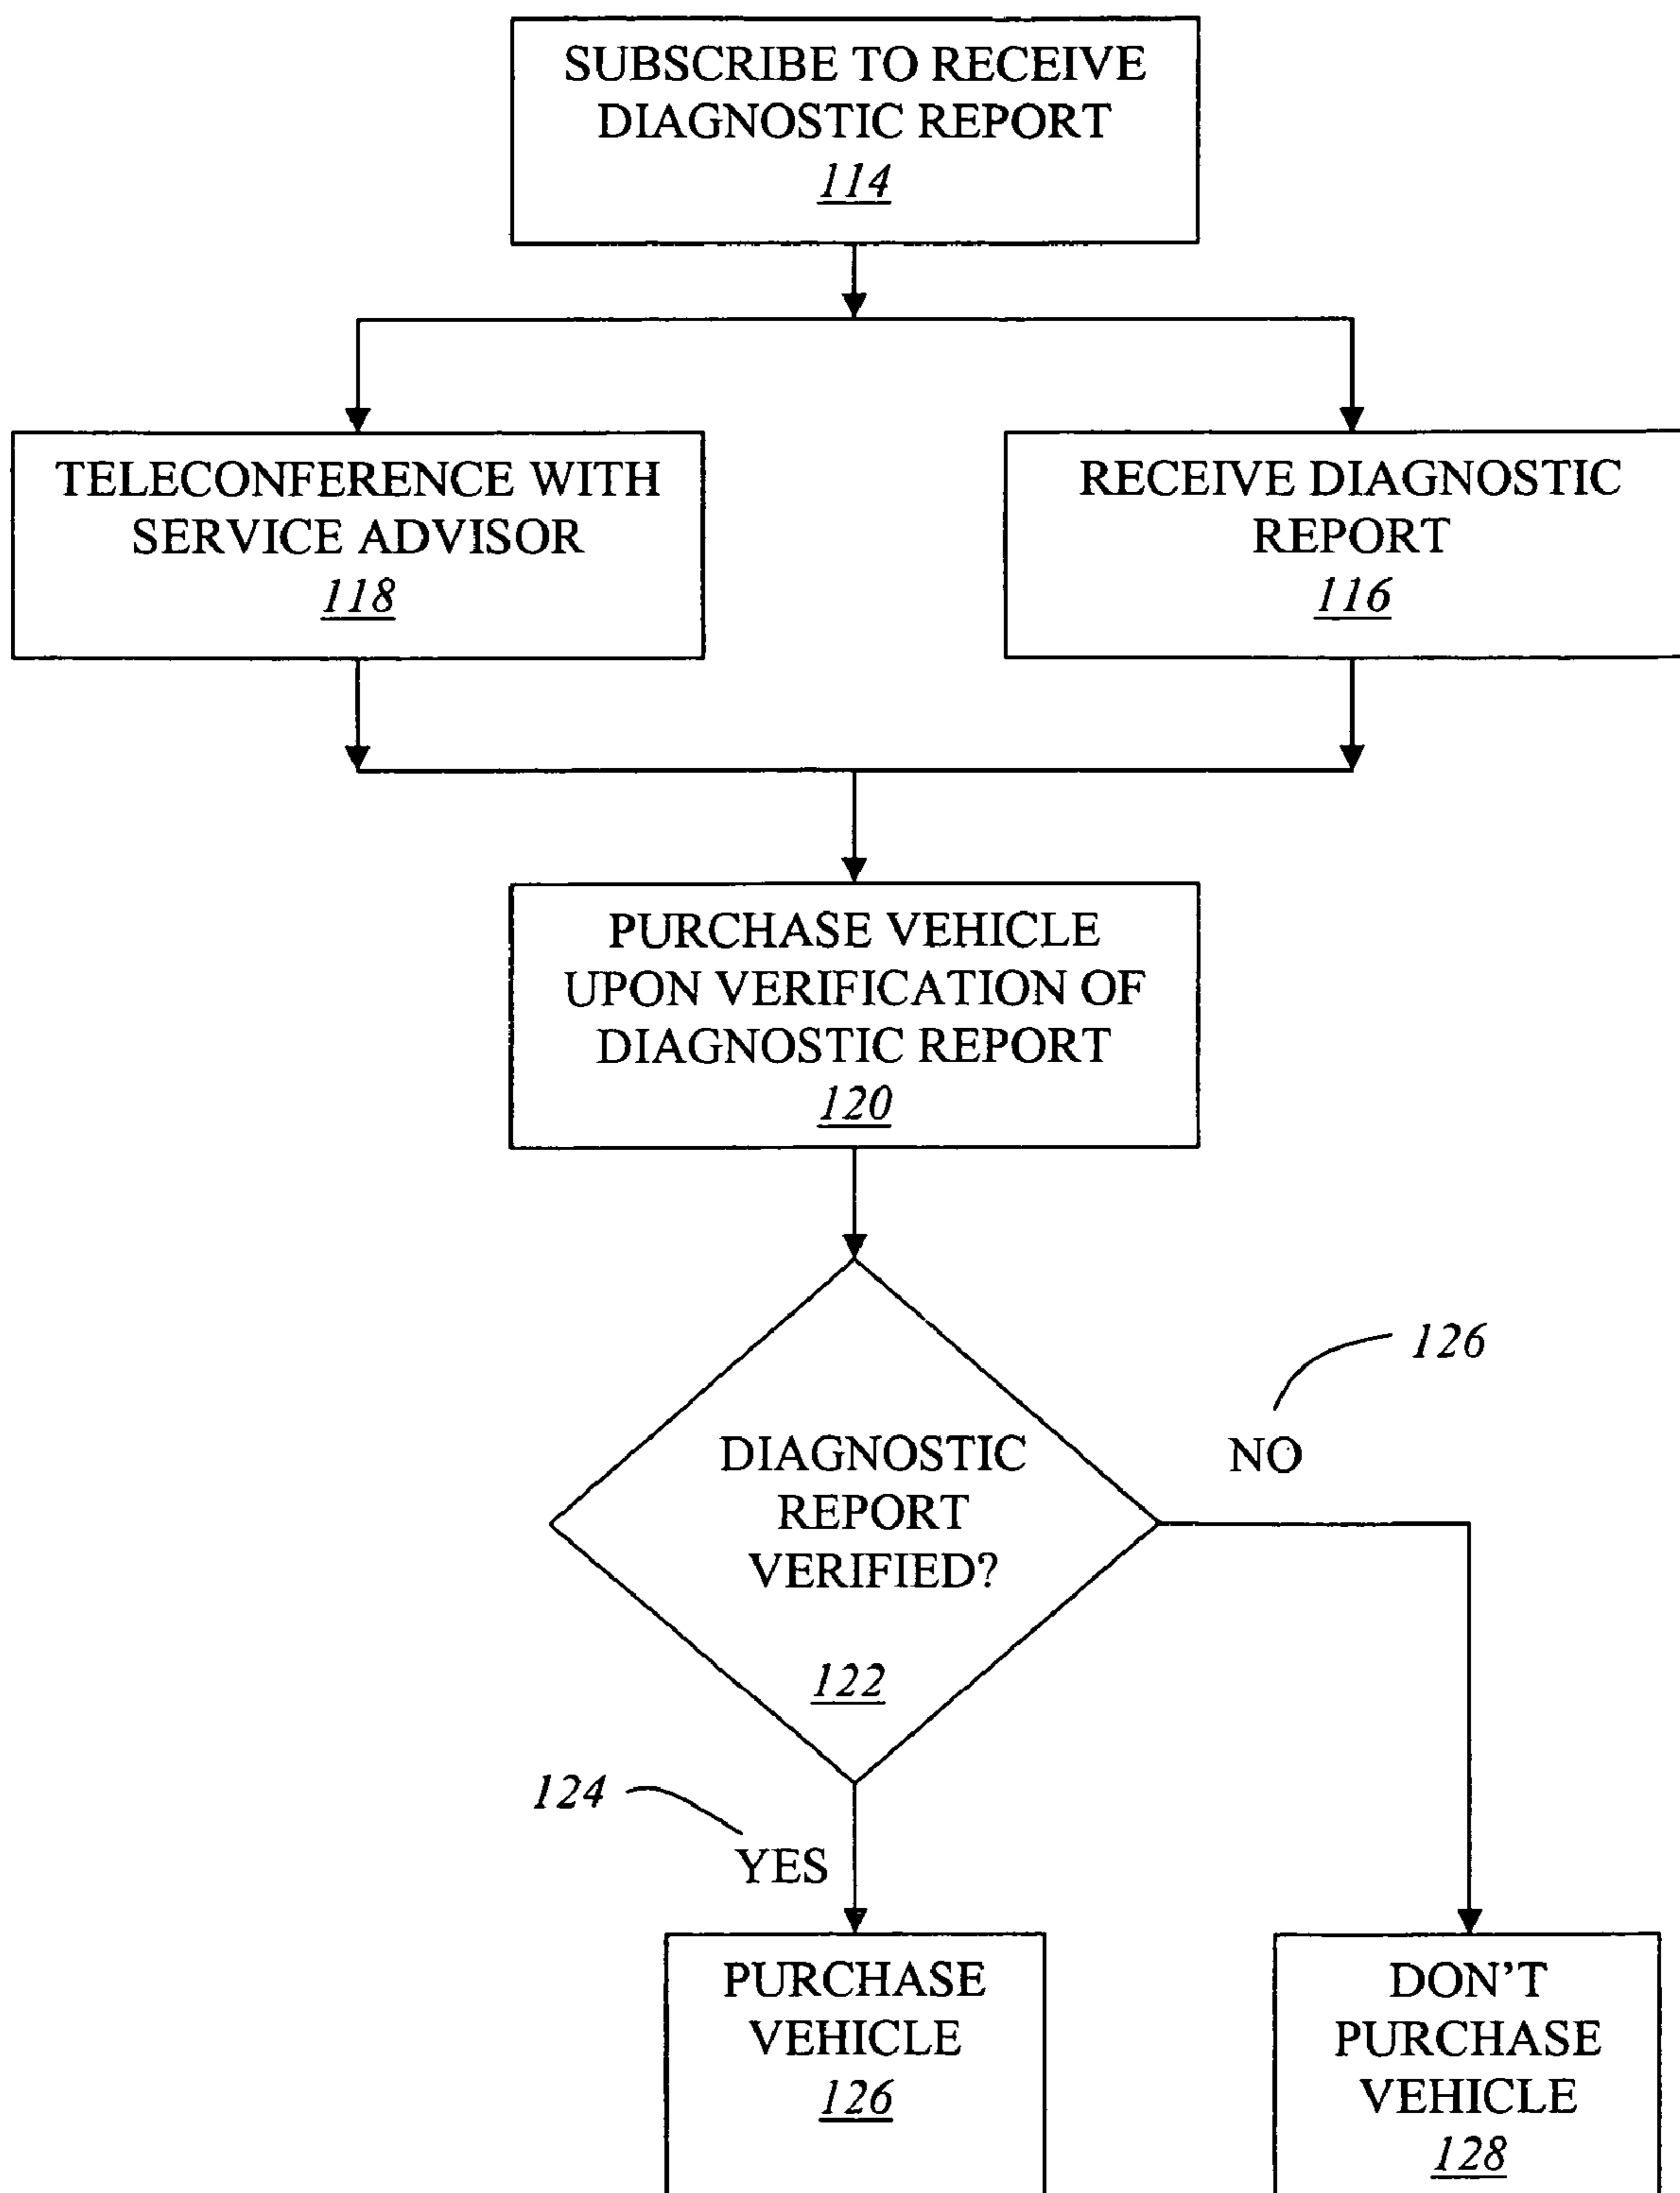 SUBSCRIBE TO RECEIVE
DIAGNOSTIC REPORT
114
TELECONFERENCE WITH
SERVICE ADVISOR
118
RECEIVE DIAGNOSTIC
REPORT
116
PURCHASE VEHICLE
UPON VERIFICATION OF
DIAGNOSTIC REPORT
120
126
NO
DIAGNOSTIC
REPORT
VERIFIED?
122
124
YES
PURCHASE
VEHICLE
126
DON'T
PURCHASE
VEHICLE
128